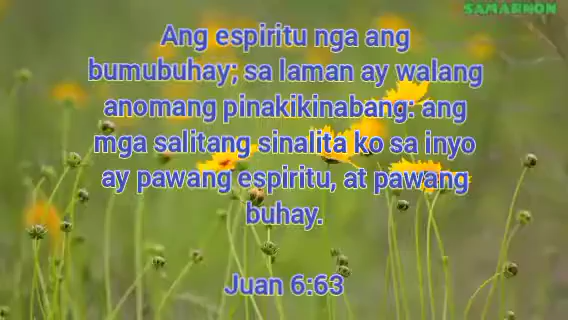 SAMARNON
Ang espiritu nga ang
bumubuhay; sa laman ay walang
anomang pinakikinabang: ang
mga salitang sinalita ko sa inyo
ay pawang espiritu, at pawang
buhay.
Juan 6:63